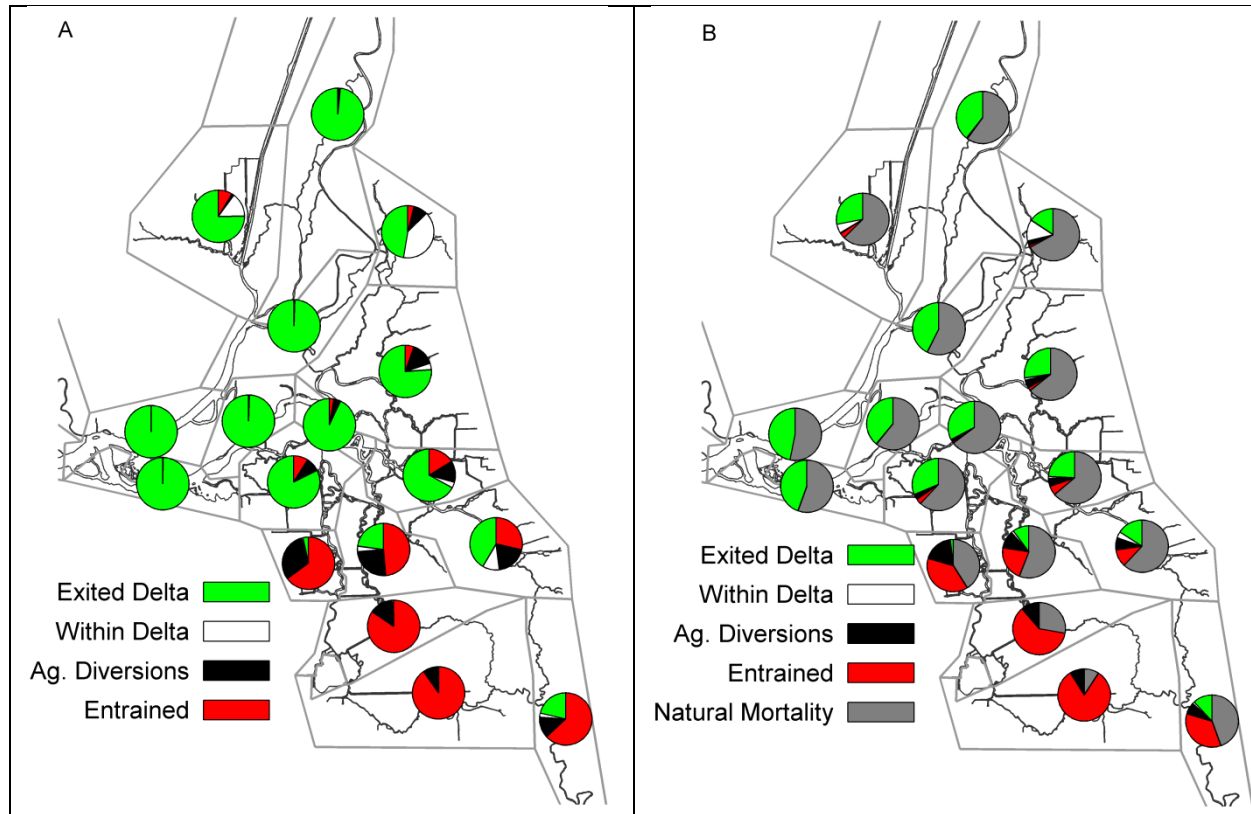 A
Exited Delta
Within Delta
Ag. Diversions
Entrained
B
Exited Delta
Within Delta
Ag. Diversions
Entrained
Natural Mortality